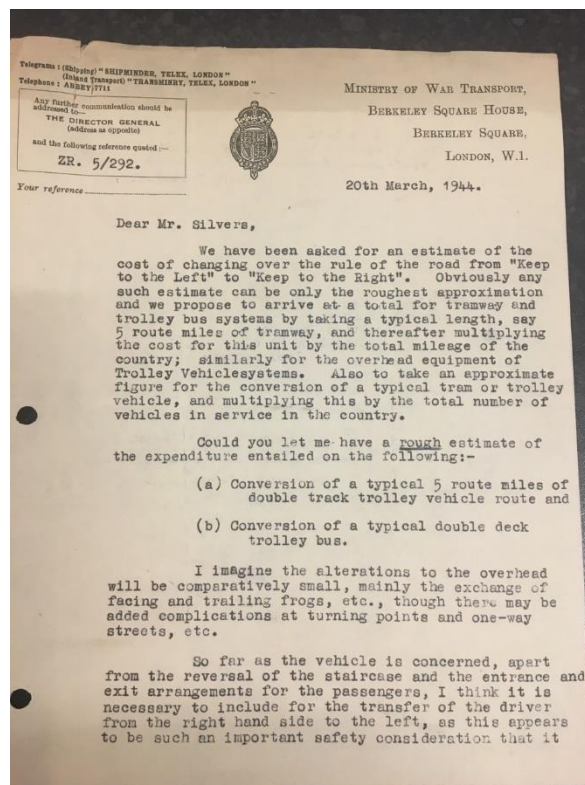 Telegrams : (Shipping) "SHIPMINDER, TELEX, LONDON"
(Inland Transport) "TRANSMINRY, TELEX, LONDON"
Telephone : ABBEY 7711
Any further communication should be
addressed to—
THE DIRECTOR GENERAL
(address as opposite)
and the following reference quoted :—
ZR. 5/292.
Your reference
MINISTRY OF WAR TRANSPORT,
BERKELEY SQUARE HOUSE,
BERKELEY SQUARE,
LONDON, W.1.
20th March, 1944.
Dear Mr. Silvers,
We have been asked for an estimate of the
cost of changing over the rule of the road from "Keep
to the Left" to "Keep to the Right". Obviously any
such estimate can be only the roughest approximation
and we propose to arrive at a total for tramway and
trolley bus systems by taking a typical length, say
5 route miles of tramway, and thereafter multiplying
the cost for this unit by the total mileage of the
country; similarly for the overhead equipment of
Trolley Vehiclesystems. Also to take an approximate
figure for the conversion of a typical tram or trolley
vehicle, and multiplying this by the total number of
vehicles in service in the country.
Could you let me have a rough estimate of
the expenditure entailed on the following:-
(a) Conversion of a typical 5 route miles of
double track trolley vehicle route and
(b) Conversion of a typical double deck
trolley bus.
I imagine the alterations to the overhead
will be comparatively small, mainly the exchange of
facing and trailing frogs, etc., though there may be
added complications at turning points and one-way
streets, etc.
So far as the vehicle is concerned, apart
from the reversal of the staircase and the entrance and
exit arrangements for the passengers, I think it is
necessary to include for the transfer of the driver
from the right hand side to the left, as this appears
to be such an important safety consideration that it